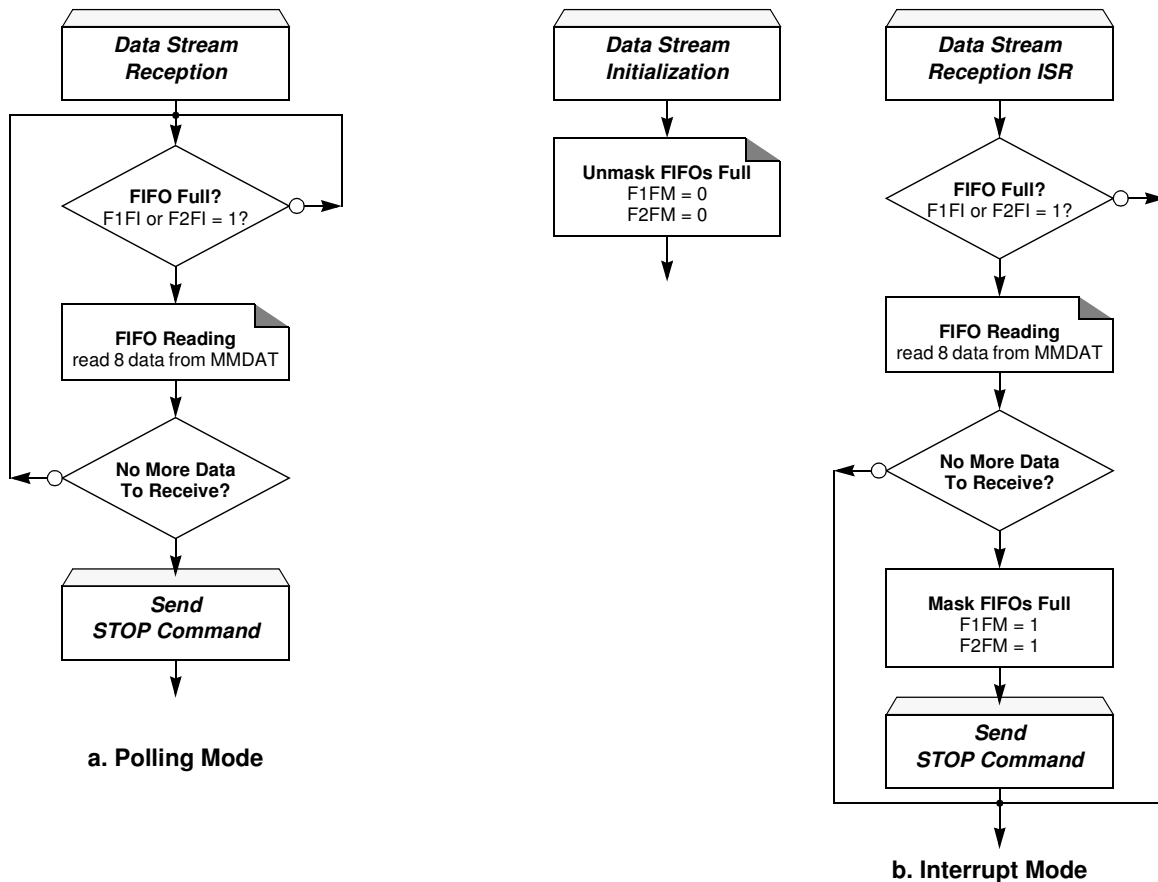 Data Stream
Reception
FIFO Full?
F1FI or F2FI = 1?
FIFO Reading
read 8 data from MMDAT
No More Data
To Receive?
Send
STOP Command
a. Polling Mode
Data Stream
Initialization
Unmask FIFOs Full
F1FM = 0
F2FM = 0
Data Stream
Reception ISR
FIFO Full?
F1FI or F2FI = 1?
FIFO Reading
read 8 data from MMDAT
No More Data
To Receive?
Mask FIFOs Full
F1FM = 1
F2FM = 1
Send
STOP Command
b. Interrupt Mode